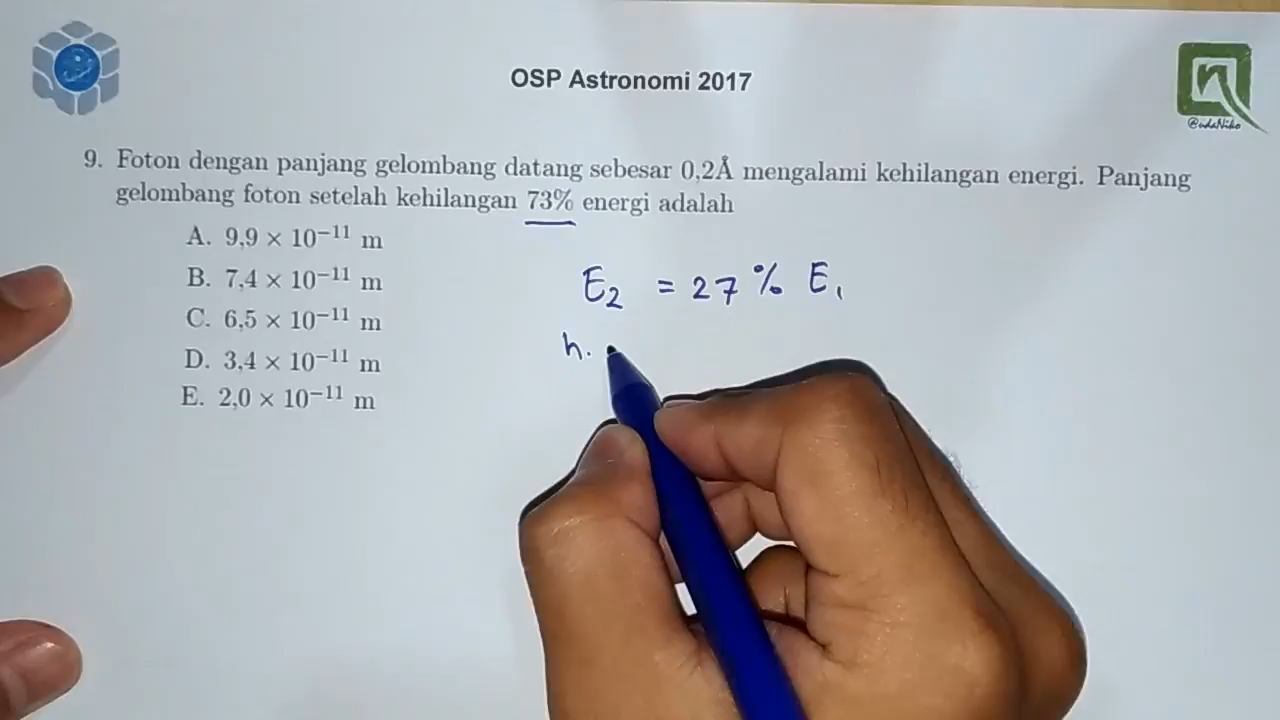 OSP Astronomi 2017
@udaNiko
9. Foton dengan panjang gelombang datang sebesar 0,2Å mengalami kehilangan energi. Panjang
gelombang foton setelah kehilangan 73% energi adalah
A. 9,9 × 10⁻¹¹ m
B. 7,4 × 10⁻¹¹ m
C. 6,5 × 10⁻¹¹ m
D. 3,4 × 10⁻¹¹ m
E. 2,0 × 10⁻¹¹ m
E₂ = 27 % E₁
h.